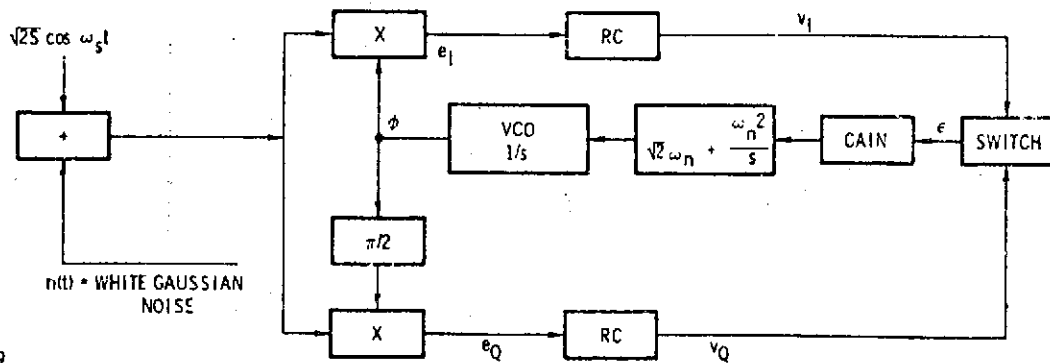 √2S cos ω_s t
+
n(t) = WHITE GAUSSIAN
NOISE
X
e_I
RC
v_I
ϕ
VCO
1/s
√2 ω_n + ω_n²/s
CAIN
ϵ
SWITCH
π/2
X
e_Q
RC
v_Q